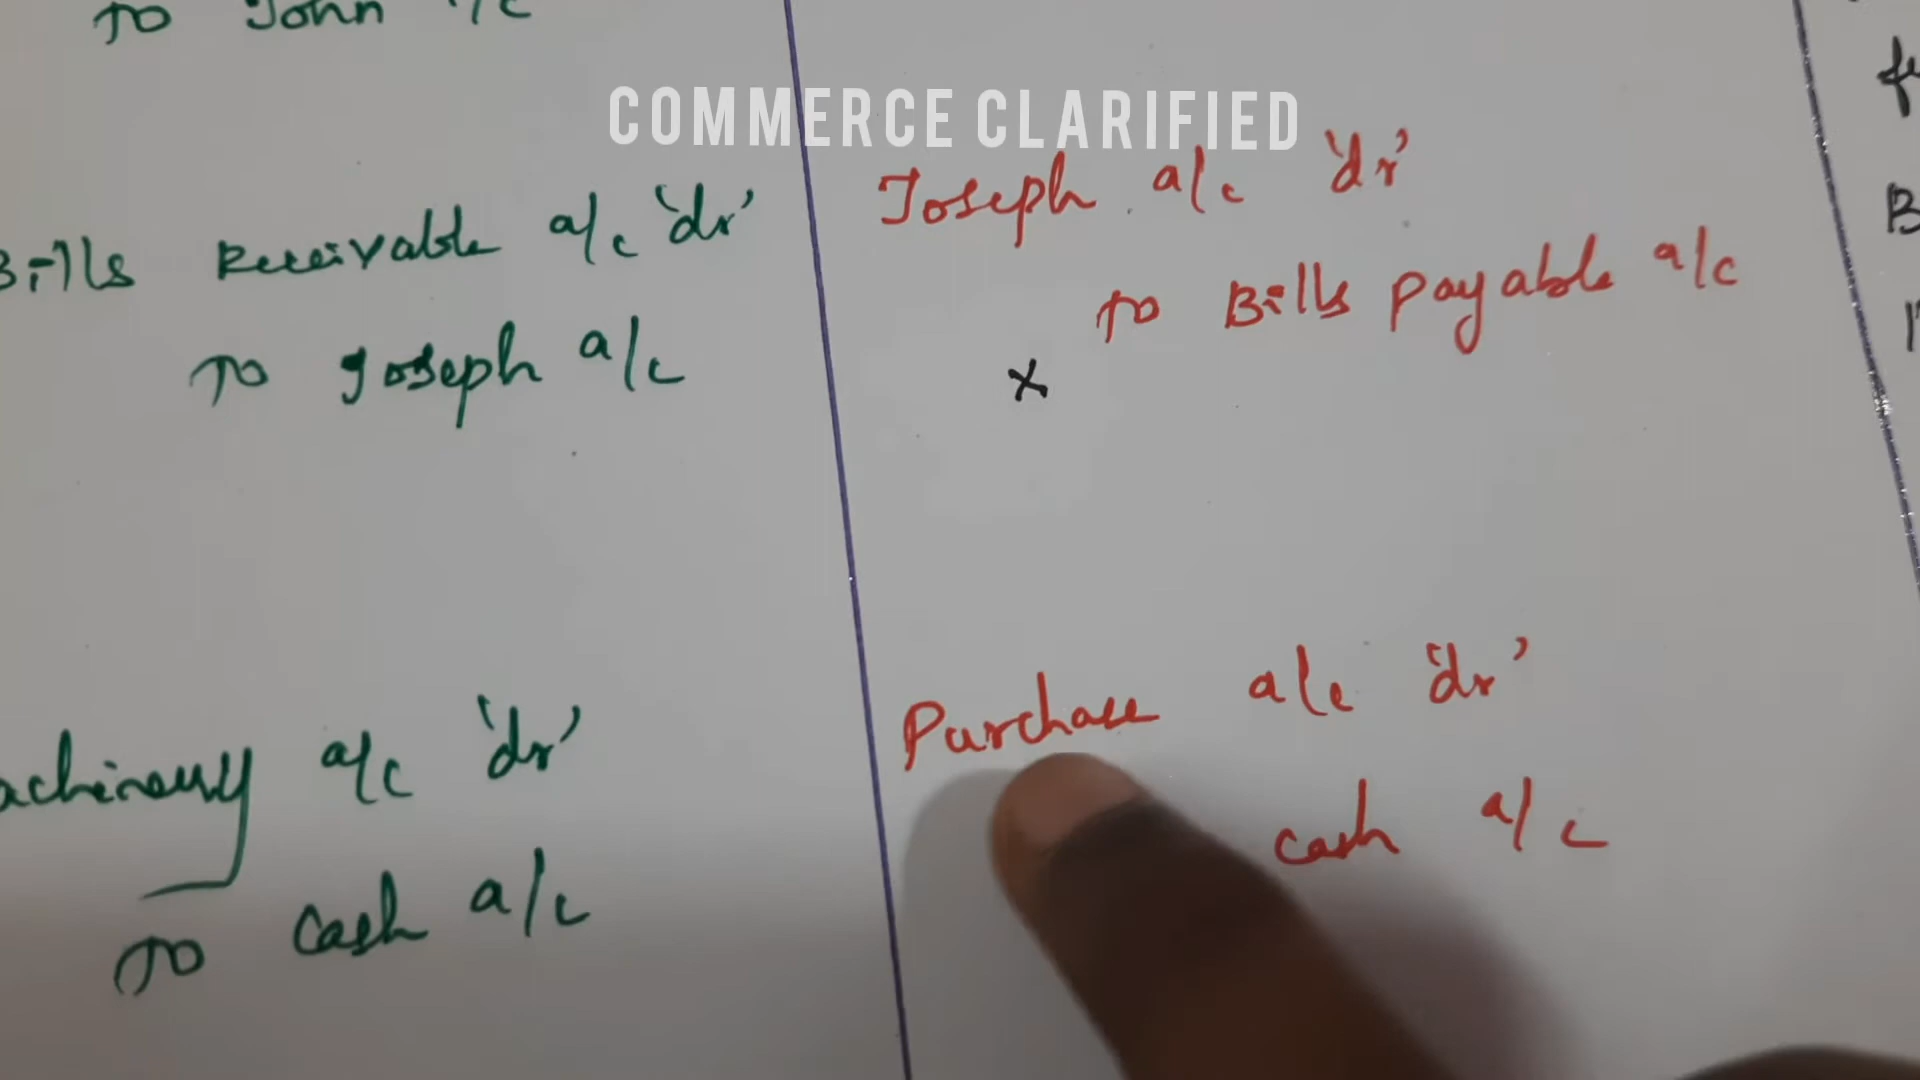 To John a/c
COMMERCE CLARIFIED
Bills Receivable a/c 'dr'
To Joseph a/c
Joseph a/c 'dr'
To Bills payable a/c
x
achinery a/c 'dr'
To cash a/c
Purchase a/c 'dr'
cash a/c
B